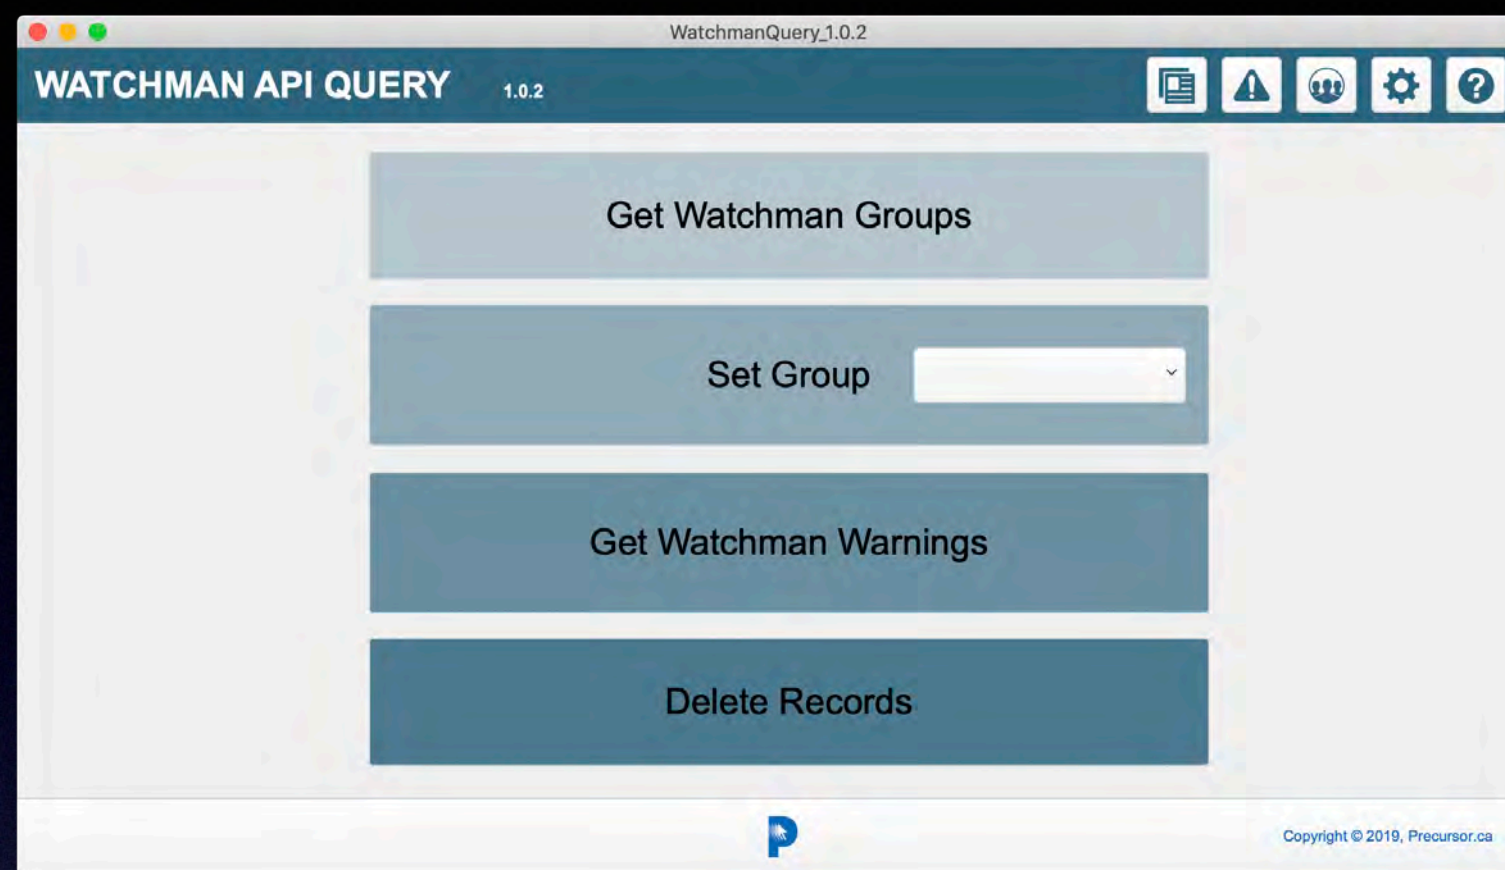 WatchmanQuery_1.0.2
WATCHMAN API QUERY 1.0.2
Get Watchman Groups
Set Group
Get Watchman Warnings
Delete Records
P
Copyright © 2019, Precursor.ca